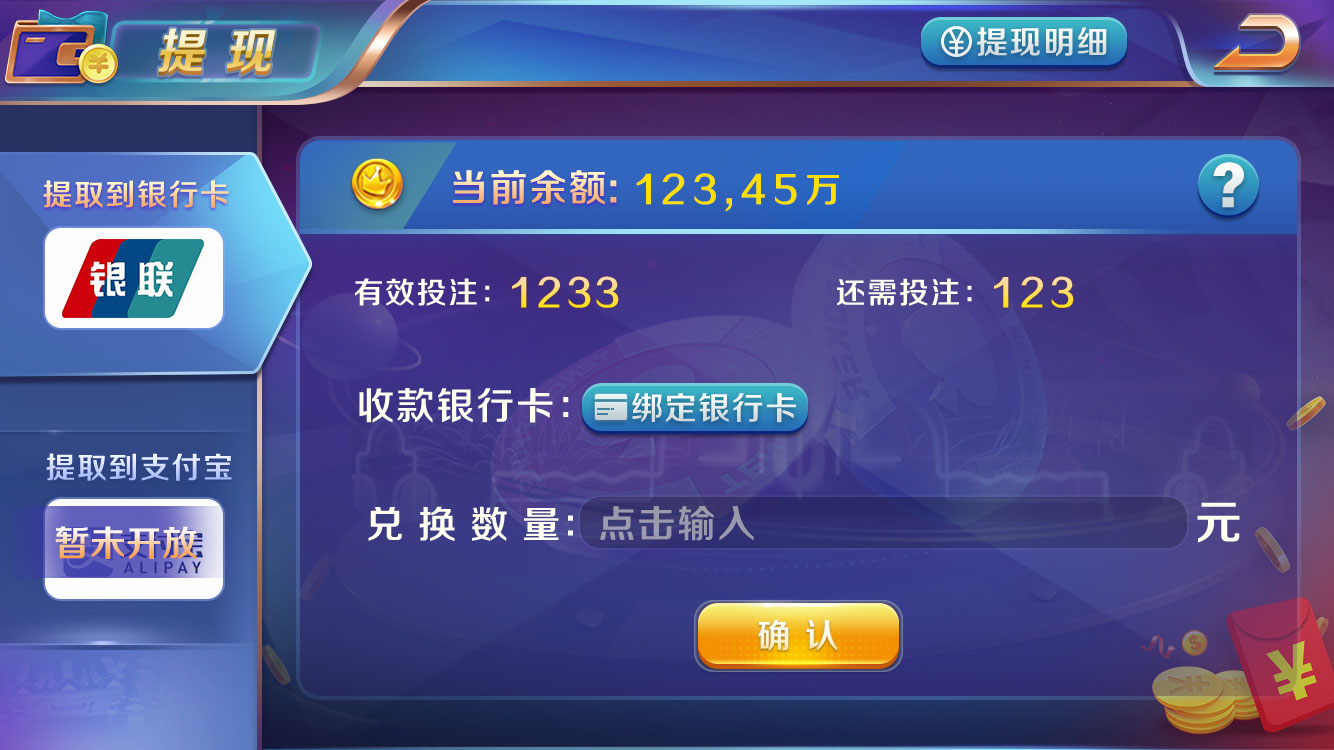 提现
¥提现明细
提取到银行卡
银联
提取到支付宝
暂未开放
ALIPAY
当前余额: 123,45万
?
有效投注: 1233
还需投注: 123
收款银行卡:
绑定银行卡
兑换数量:
点击输入
元
确认
¥